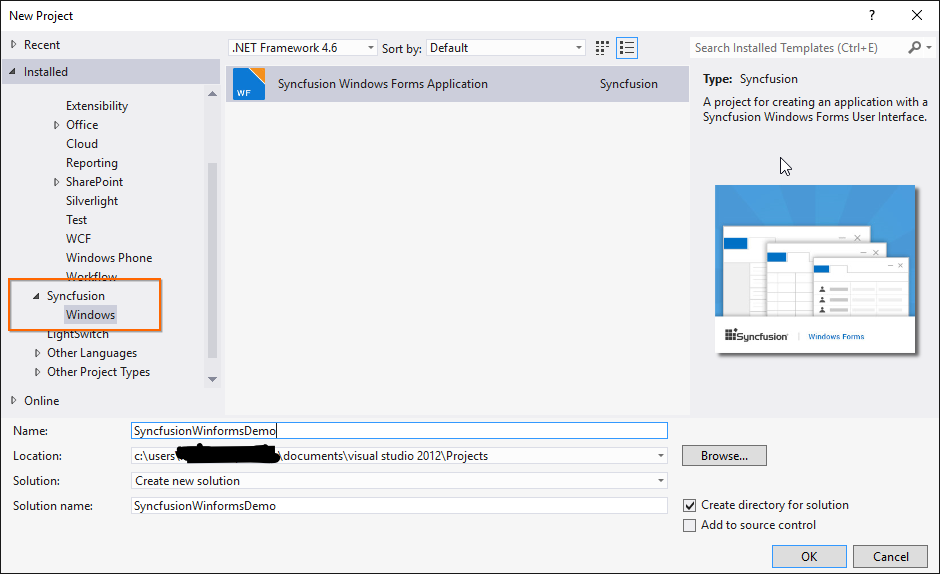 New Project
?
Recent
.NET Framework 4.6
Sort by: Default
Search Installed Templates (Ctrl+E)
Installed
Extensibility
Office
Cloud
Reporting
SharePoint
Silverlight
Test
WCF
Windows Phone
Workflow
Syncfusion
Windows
LightSwitch
Other Languages
Other Project Types
Online
WF
Syncfusion Windows Forms Application Syncfusion
Type: Syncfusion
A project for creating an application with a
Syncfusion Windows Forms User Interface.
Syncfusion | Windows Forms
Name: SyncfusionWinformsDemo
Location: c:\users\ \documents\visual studio 2012\Projects
Browse...
Solution: Create new solution
Solution name: SyncfusionWinformsDemo
Create directory for solution
Add to source control
OK Cancel